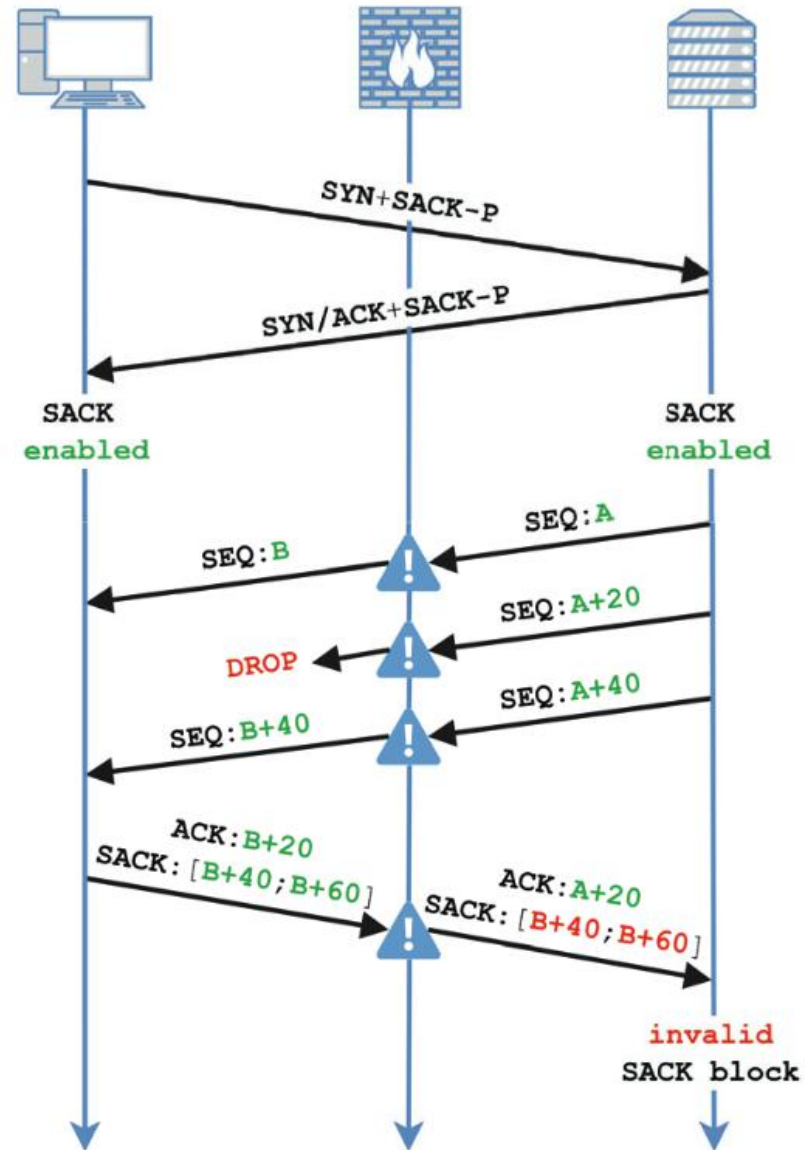 SYN+SACK-P
SYN/ACK+SACK-P
SACK
enabled
SACK
enabled
SEQ:A
SEQ:B
SEQ:A+20
DROP
SEQ:A+40
SEQ:B+40
ACK:B+20
SACK:[B+40;B+60]
ACK:A+20
SACK:[B+40;B+60]
invalid
SACK block